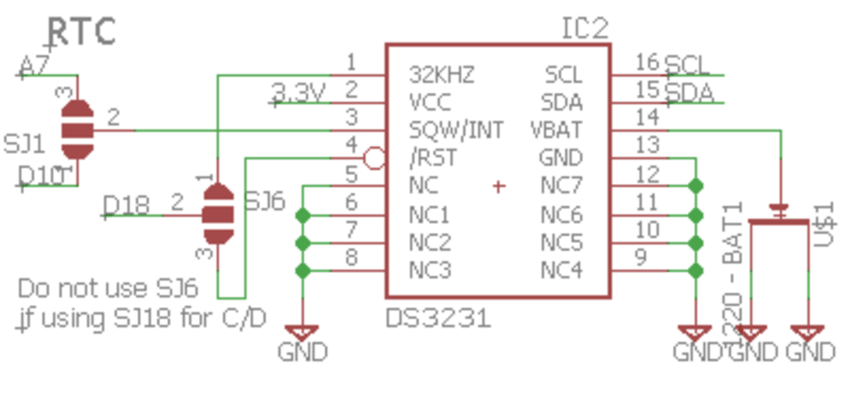 RTC
IC2
A7
3
2
SJ1
1
D10
3.3V
1
2
3
4
5
6
7
8
32KHZ
VCC
SQW/INT
/RST
NC
NC1
NC2
NC3
SCL
SDA
VBAT
GND
NC7
NC6
NC5
NC4
16
15
14
13
12
11
10
9
SCL
SDA
D18
2
1
SJ6
3
Do not use SJ6
if using SJ18 for C/D
DS3231
GND
GND
GND
GND
1220 - BAT1
U$1